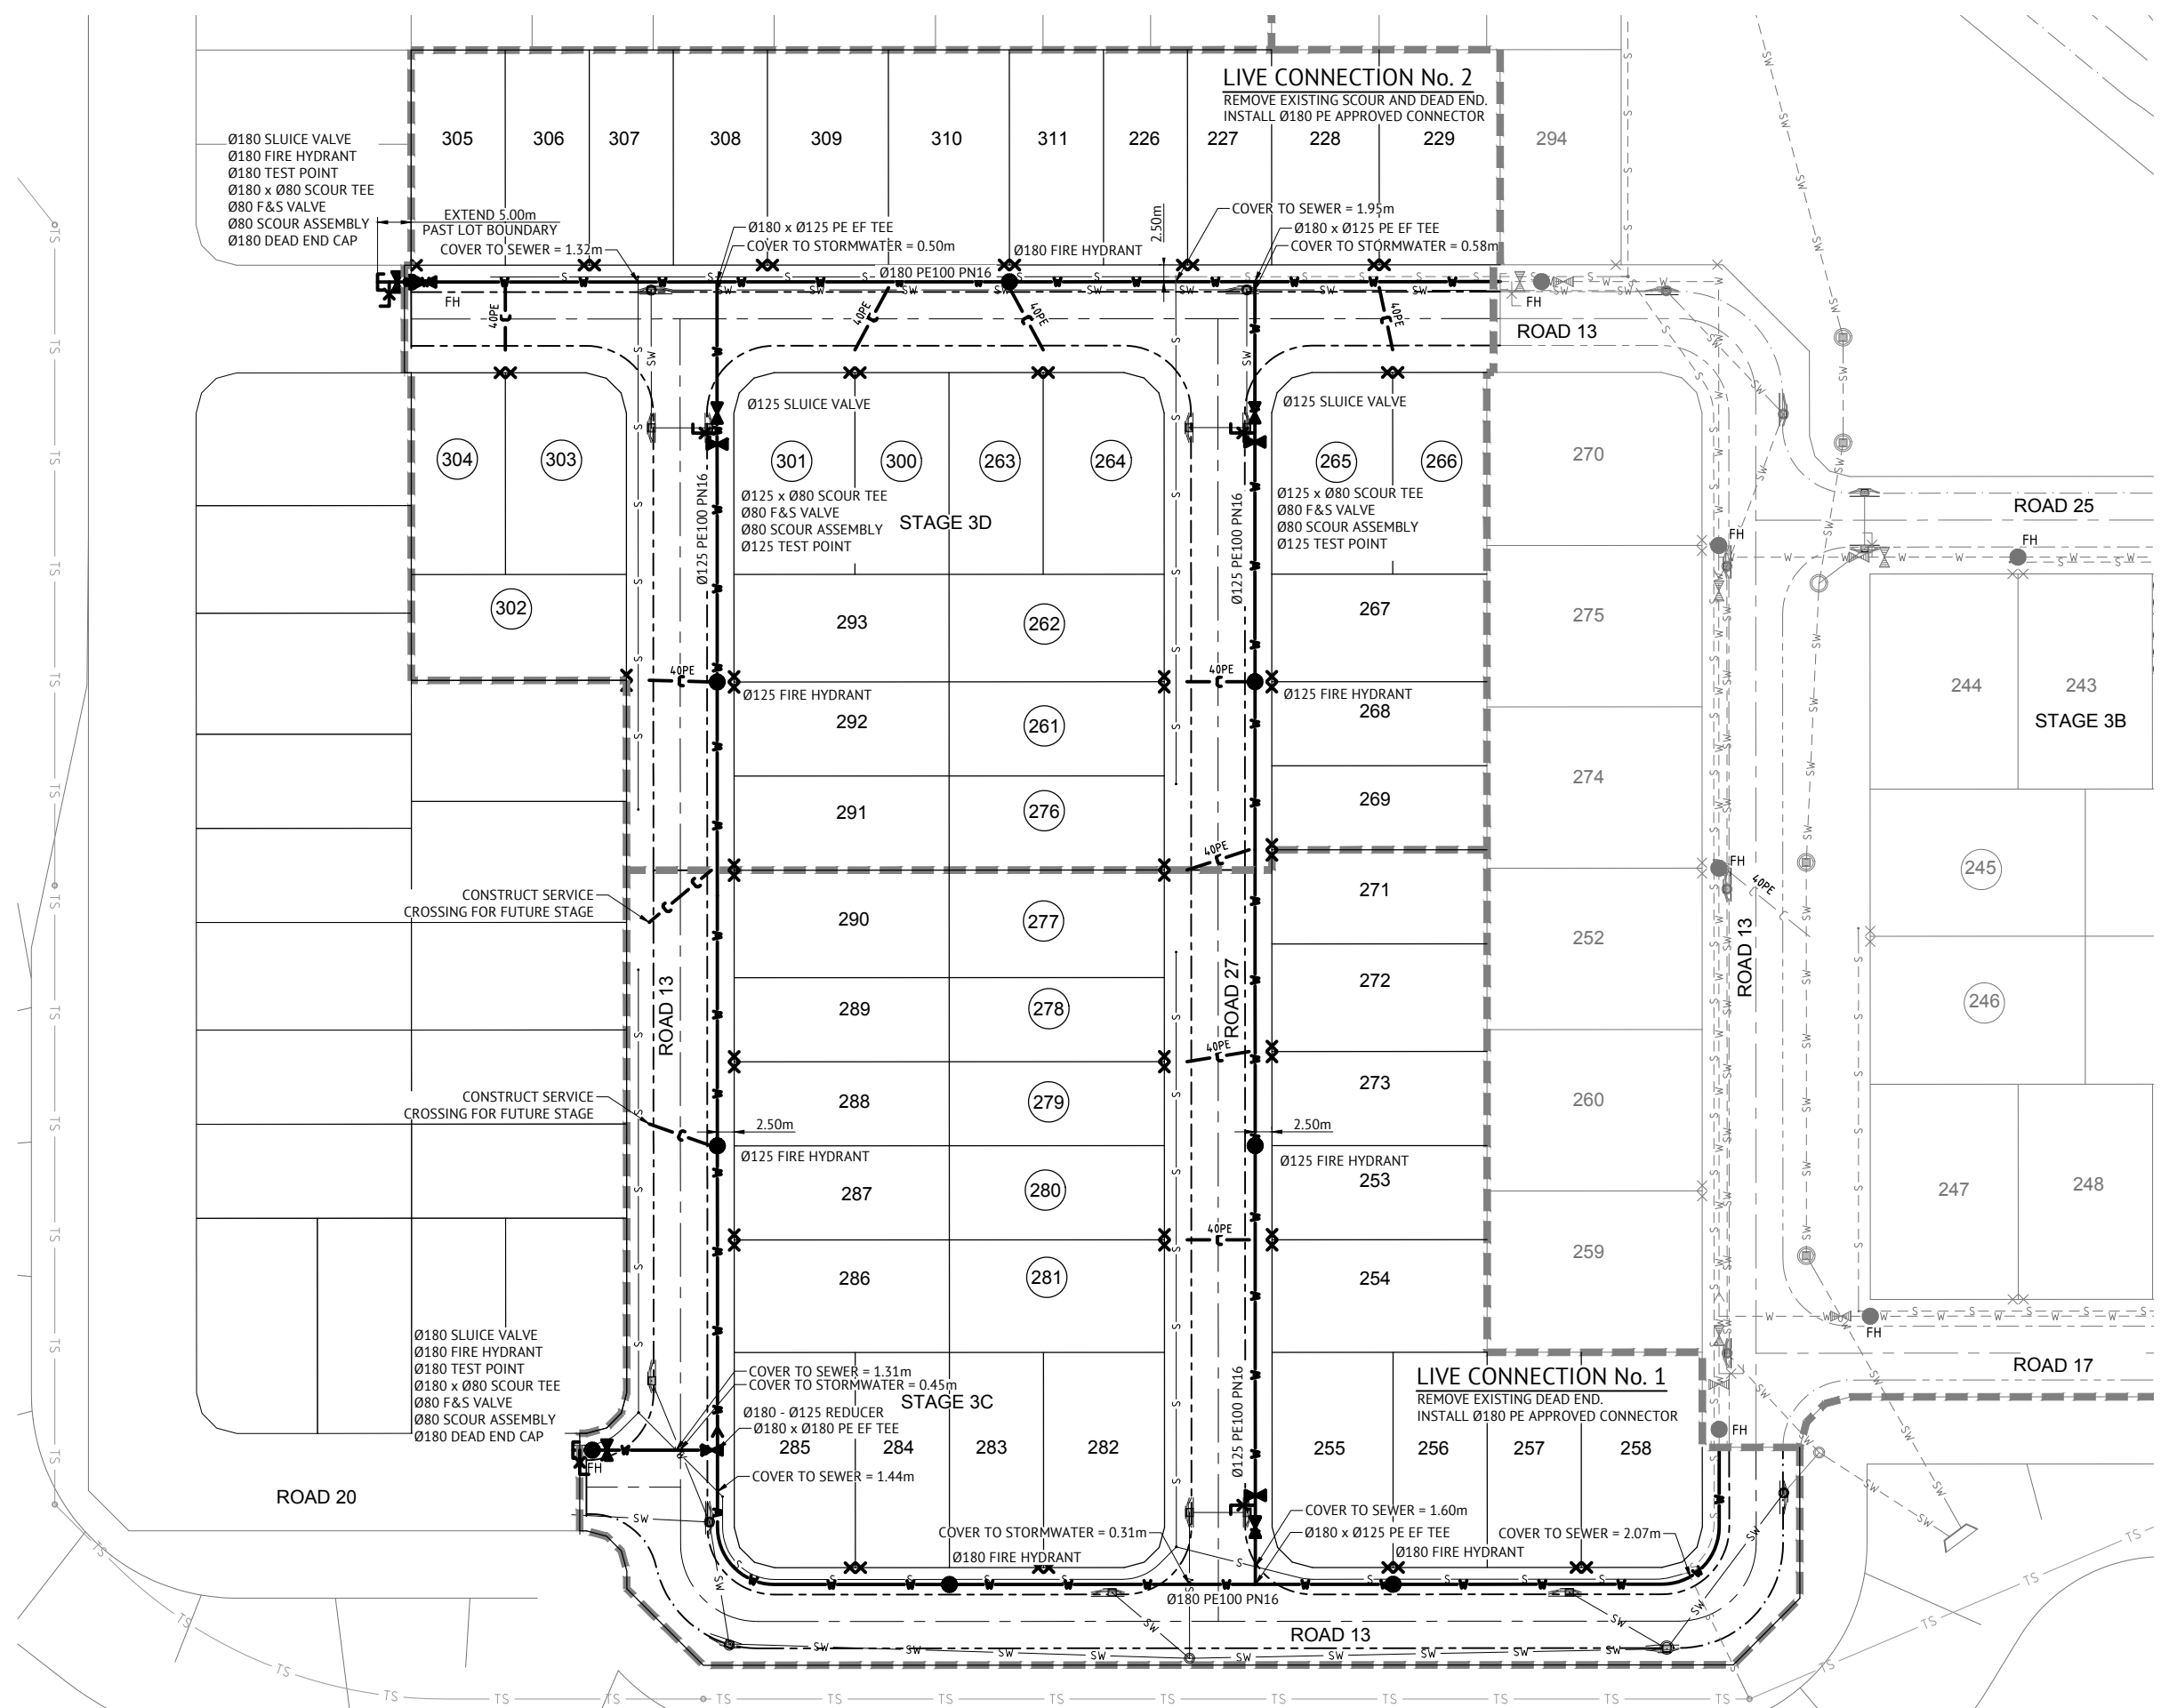 LIVE CONNECTION No. 2
REMOVE EXISTING SCOUR AND DEAD END.
INSTALL Ø180 PE APPROVED CONNECTOR
305
306
307
308
309
310
311
226
227
228
229
294
Ø180 SLUICE VALVE
Ø180 FIRE HYDRANT
Ø180 TEST POINT
Ø180 x Ø80 SCOUR TEE
Ø80 F&S VALVE
Ø80 SCOUR ASSEMBLY
Ø180 DEAD END CAP
EXTEND 5.00m
PAST LOT BOUNDARY
COVER TO SEWER = 1.32m
Ø180 x Ø125 PE EF TEE
COVER TO STORMWATER = 0.50m
Ø180 FIRE HYDRANT
Ø180 PE100 PN16
2.50m
COVER TO SEWER = 1.95m
Ø180 x Ø125 PE EF TEE
COVER TO STORMWATER = 0.58m
FH
FH
40PE
40PE
40PE
40PE
ROAD 13
Ø125 SLUICE VALVE
Ø125 SLUICE VALVE
304
303
301
300
263
264
265
266
270
Ø125 x Ø80 SCOUR TEE
Ø80 F&S VALVE
Ø80 SCOUR ASSEMBLY
Ø125 TEST POINT
STAGE 3D
Ø125 x Ø80 SCOUR TEE
Ø80 F&S VALVE
Ø80 SCOUR ASSEMBLY
Ø125 TEST POINT
Ø125 PE100 PN16
Ø125 PE100 PN16
ROAD 25
FH
FH
302
293
262
267
275
40PE
40PE
Ø125 FIRE HYDRANT
Ø125 FIRE HYDRANT
244
243
STAGE 3B
292
261
268
274
291
276
269
40PE
FH
40PE
245
CONSTRUCT SERVICE
CROSSING FOR FUTURE STAGE
290
277
271
252
ROAD 13
ROAD 27
ROAD 13
289
278
272
246
40PE
CONSTRUCT SERVICE
CROSSING FOR FUTURE STAGE
288
279
273
260
2.50m
2.50m
Ø125 FIRE HYDRANT
Ø125 FIRE HYDRANT
287
280
253
247
248
40PE
286
281
254
259
FH
Ø180 SLUICE VALVE
Ø180 FIRE HYDRANT
Ø180 TEST POINT
Ø180 x Ø80 SCOUR TEE
Ø80 F&S VALVE
Ø80 SCOUR ASSEMBLY
Ø180 DEAD END CAP
COVER TO SEWER = 1.31m
COVER TO STORMWATER = 0.45m
STAGE 3C
Ø180 - Ø125 REDUCER
Ø180 x Ø180 PE EF TEE
LIVE CONNECTION No. 1
REMOVE EXISTING DEAD END.
INSTALL Ø180 PE APPROVED CONNECTOR
ROAD 17
FH
285
284
283
282
255
256
257
258
Ø125 PE100 PN16
FH
COVER TO SEWER = 1.44m
ROAD 20
COVER TO STORMWATER = 0.31m
COVER TO SEWER = 1.60m
Ø180 x Ø125 PE EF TEE
COVER TO SEWER = 2.07m
Ø180 FIRE HYDRANT
Ø180 FIRE HYDRANT
Ø180 PE100 PN16
ROAD 13